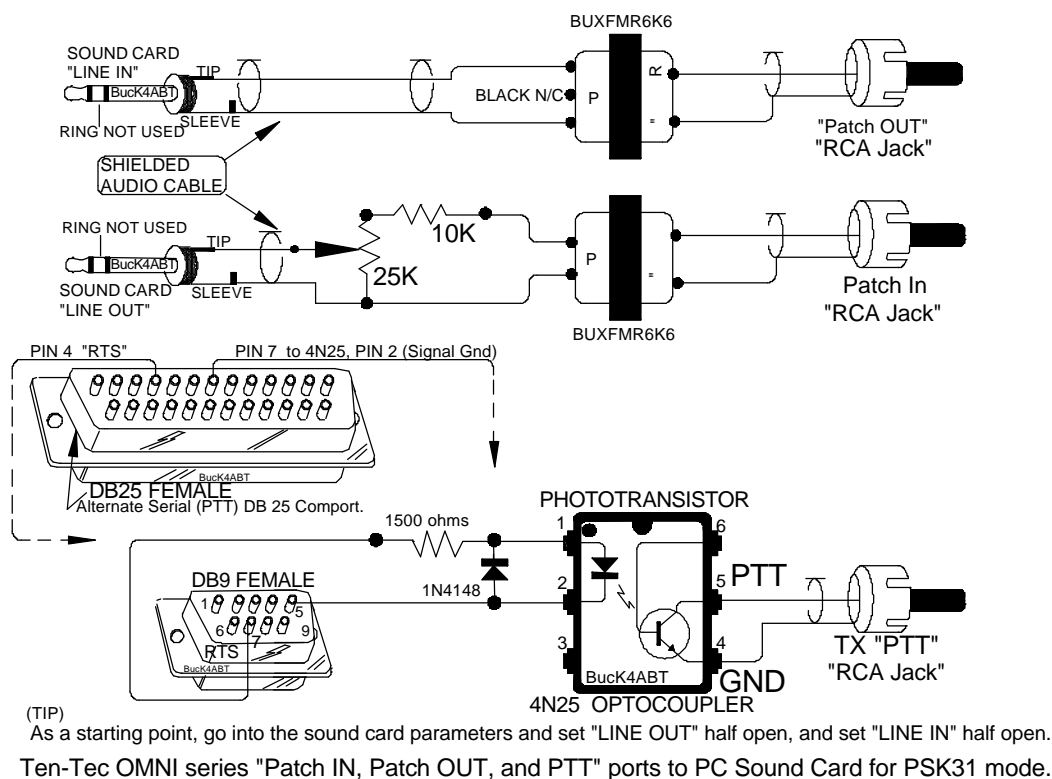 BUXFMR6K6
SOUND CARD
"LINE IN"
TIP
BucK4ABT
RING NOT USED
SLEEVE
BLACK N/C
P
R
"
"Patch OUT"
"RCA Jack"
SHIELDED
AUDIO CABLE
RING NOT USED
TIP
BucK4ABT
SOUND CARD
"LINE OUT"
SLEEVE
10K
25K
P
"
BUXFMR6K6
Patch In
"RCA Jack"
PIN 4 "RTS"
PIN 7 to 4N25, PIN 2 (Signal Gnd)
BucK4ABT
DB25 FEMALE
Alternate Serial (PTT) DB 25 Comport.
1500 ohms
1N4148
DB9 FEMALE
1
5
6
7
9
RTS
BucK4ABT
PHOTOTRANSISTOR
1
6
2
5
PTT
3
4
GND
BucK4ABT
4N25 OPTOCOUPLER
TX "PTT"
"RCA Jack"
(TIP)
As a starting point, go into the sound card parameters and set "LINE OUT" half open, and set "LINE IN" half open.
Ten-Tec OMNI series "Patch IN, Patch OUT, and PTT" ports to PC Sound Card for PSK31 mode.